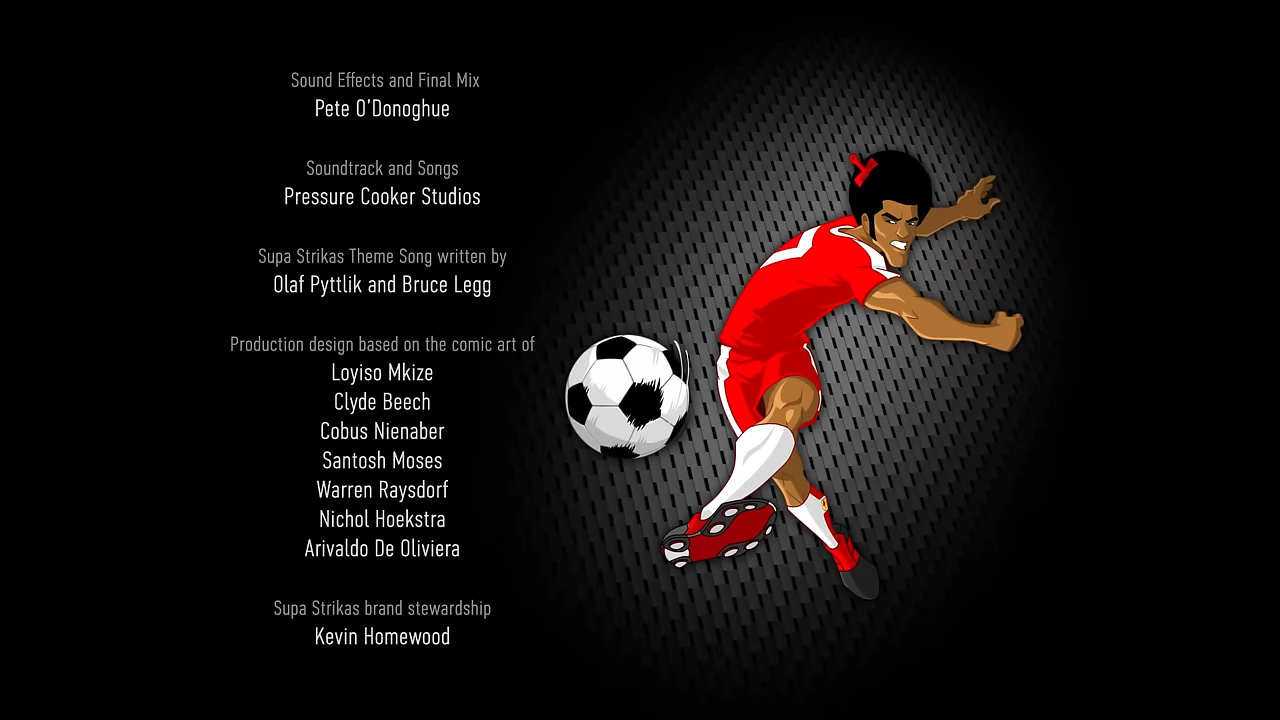 Sound Effects and Final Mix
Pete O'Donoghue
Soundtrack and Songs
Pressure Cooker Studios
Supa Strikas Theme Song written by
Olaf Pyttlik and Bruce Legg
Production design based on the comic art of
Loyiso Mkize
Clyde Beech
Cobus Nienaber
Santosh Moses
Warren Raysdorf
Nichol Hoekstra
Arivaldo De Oliviera
Supa Strikas brand stewardship
Kevin Homewood